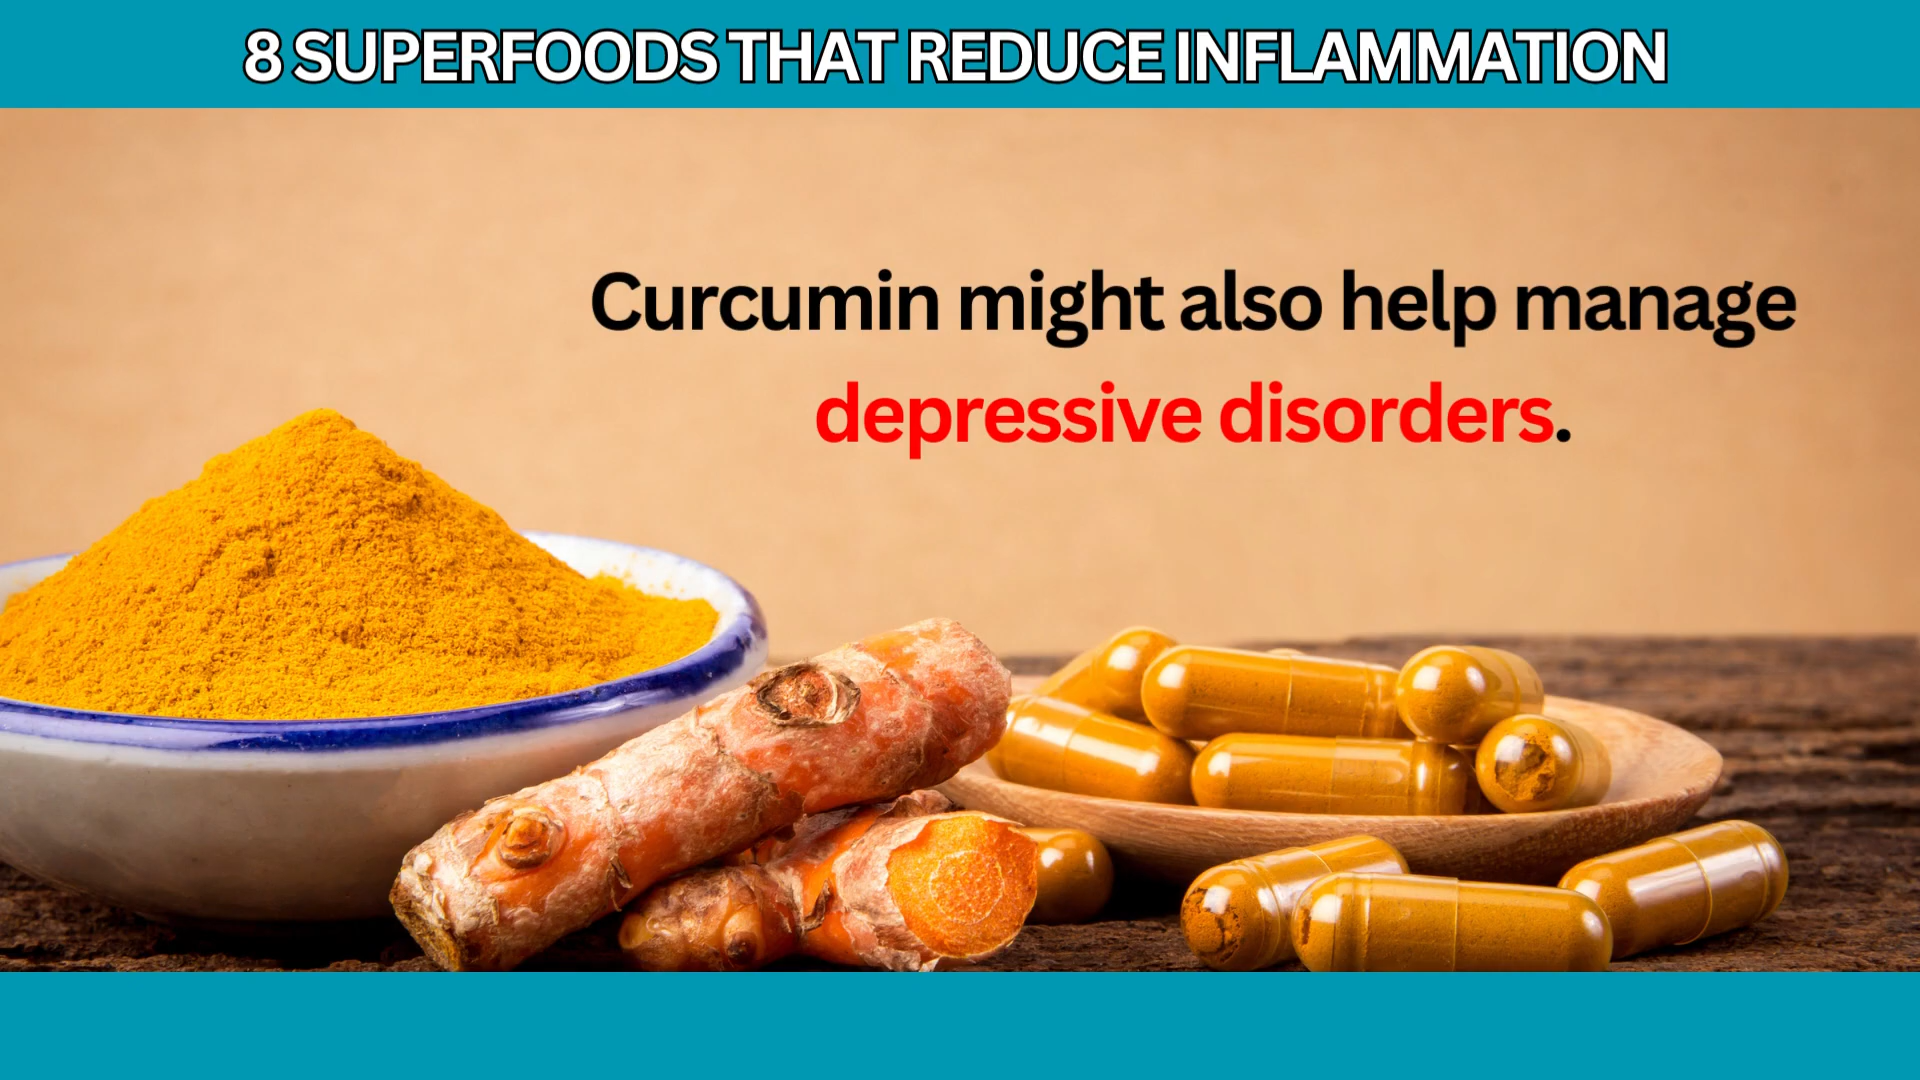 8 SUPERFOODS THAT REDUCE INFLAMMATION
Curcumin might also help manage
depressive disorders.